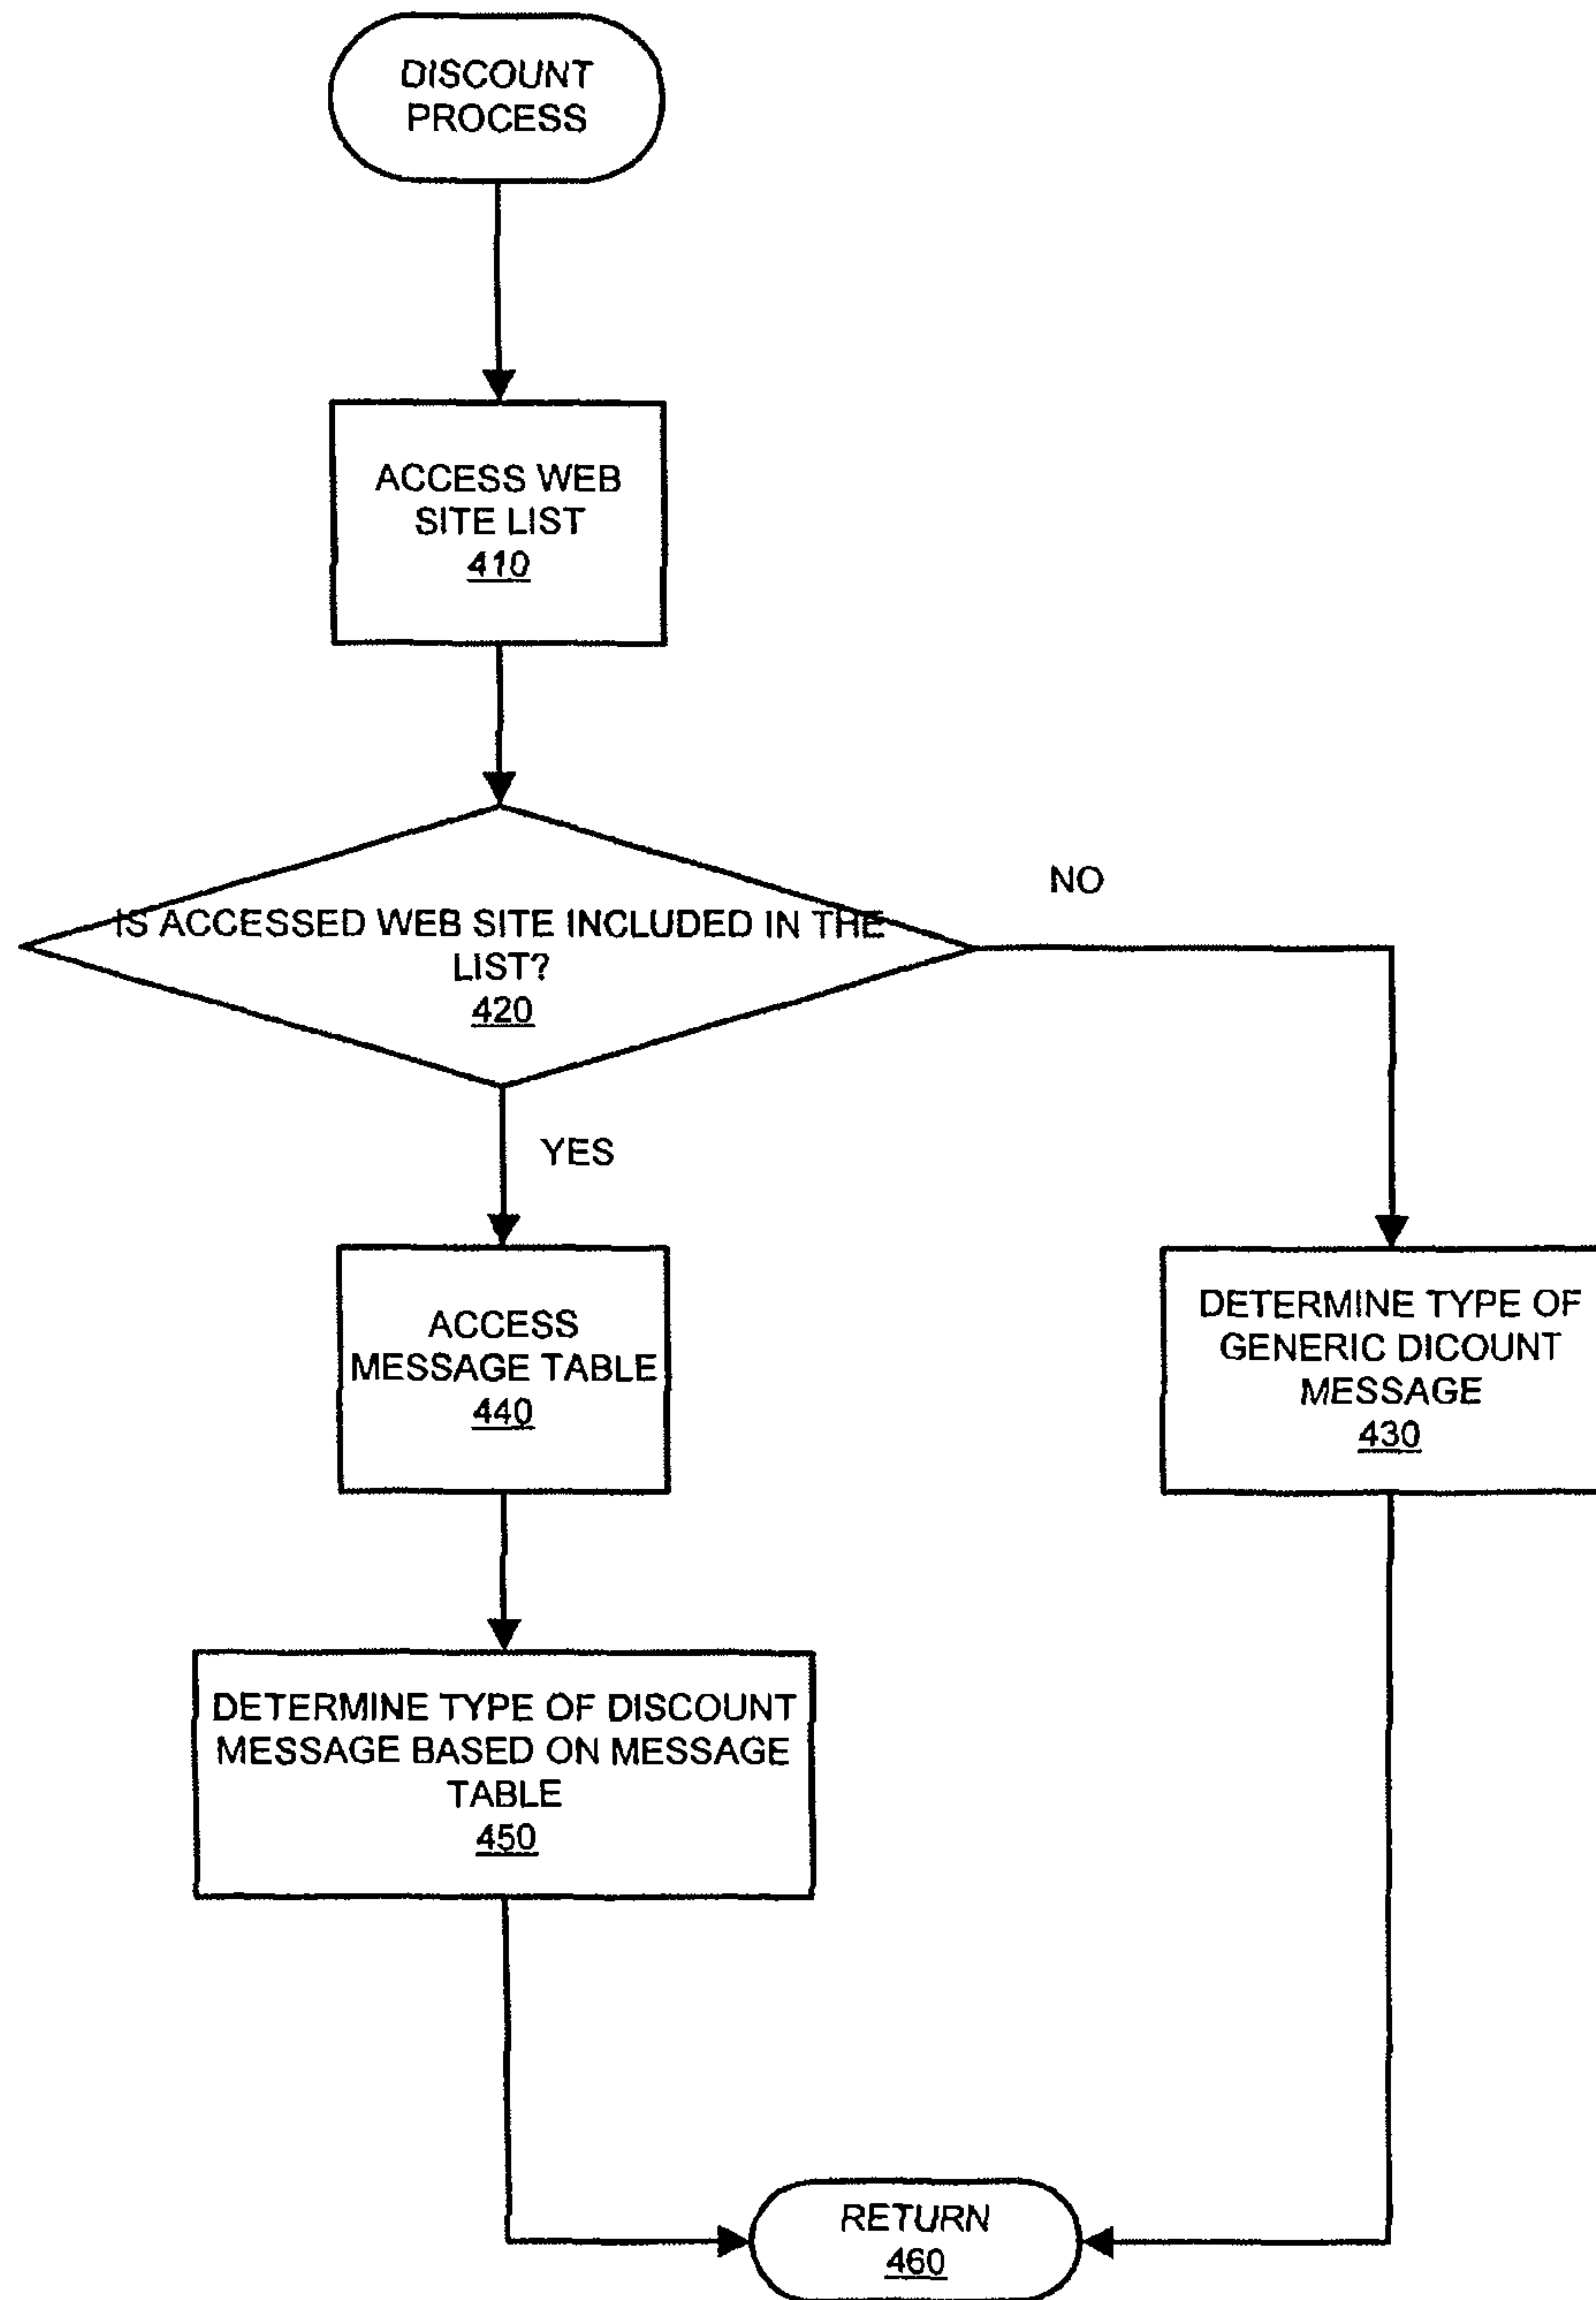 DISCOUNT
PROCESS
ACCESS WEB
SITE LIST
410
IS ACCESSED WEB SITE INCLUDED IN THE
LIST?
420
NO
YES
ACCESS
MESSAGE TABLE
440
DETERMINE TYPE OF
GENERIC DICOUNT
MESSAGE
430
DETERMINE TYPE OF DISCOUNT
MESSAGE BASED ON MESSAGE
TABLE
450
RETURN
460